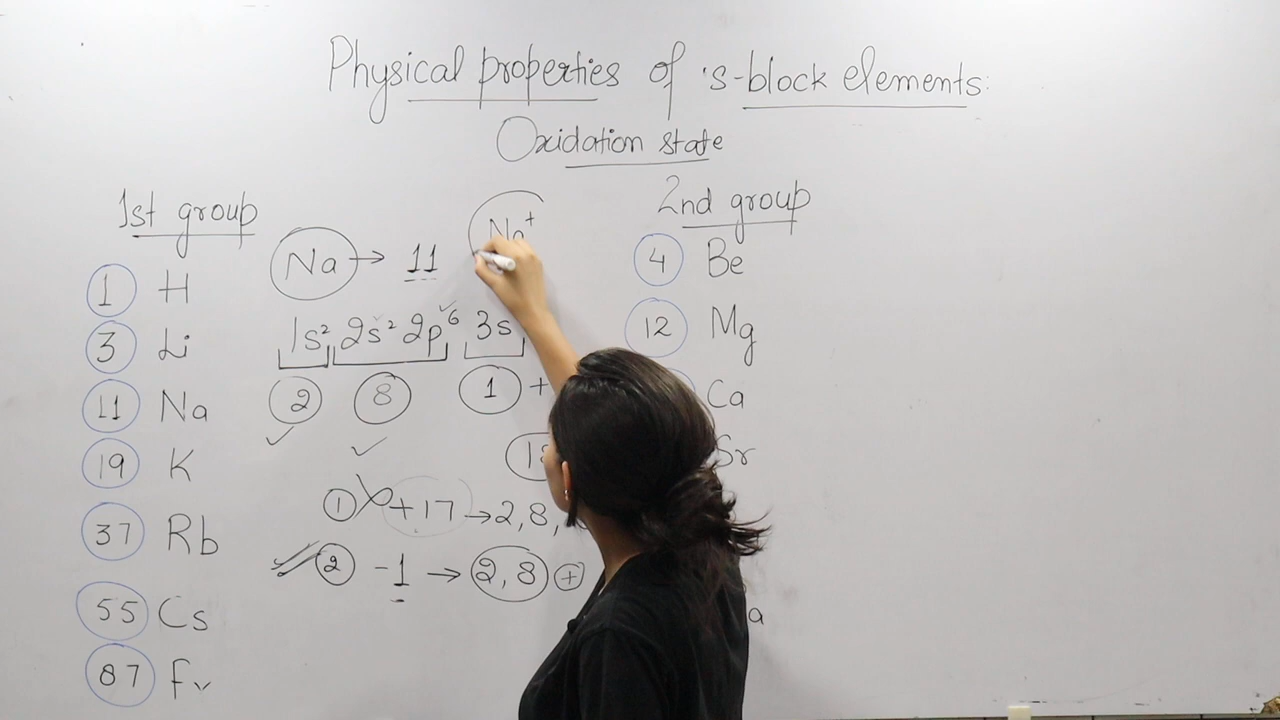 Physical properties of s-block elements
Oxidation state
1st group
2nd group
Na → 11
Na+
1 H
3 Li
11 Na
19 K
37 Rb
55 Cs
87 Fr
1s² 2s² 2p⁶ 3s
2 8 1 +
1 +17 → 2, 8,
2 -1 → 2, 8 +
4 Be
12 Mg
Ca
Sr
a